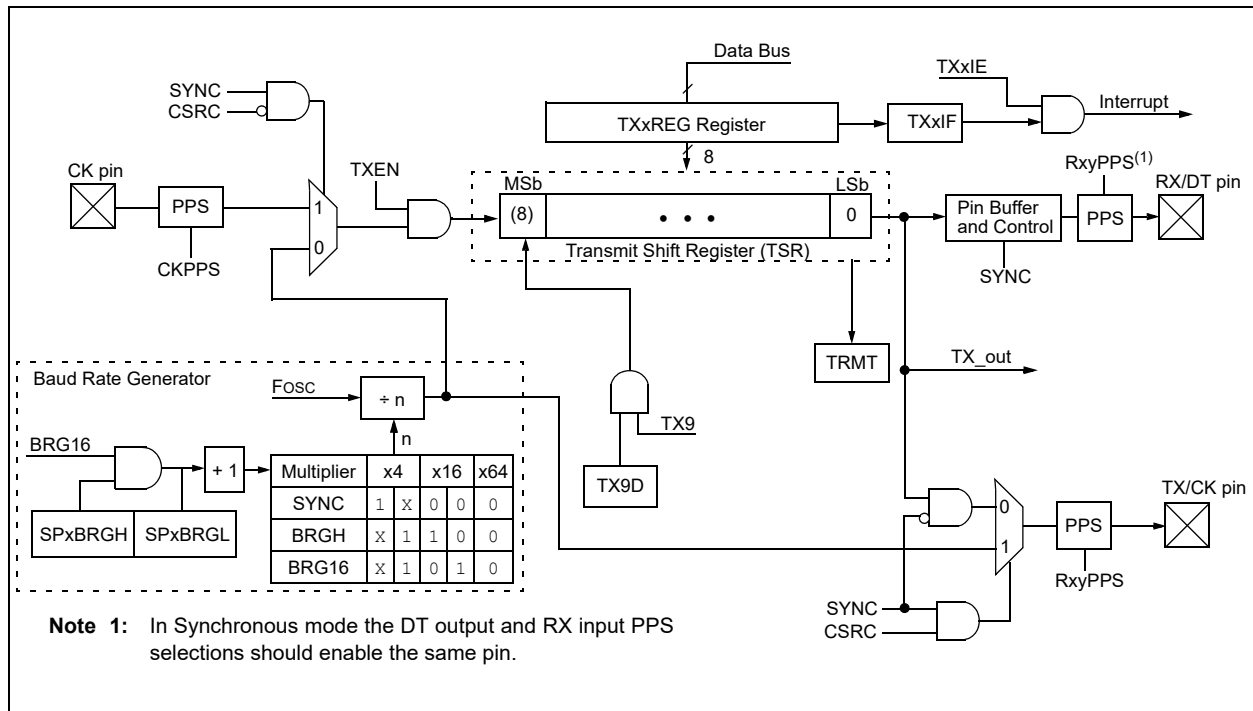 Data Bus
TXxIE
SYNC
CSRC
Interrupt
TXxREG Register
TXxIF
8
CK pin
TXEN
MSb
LSb
RxyPPS(1)
RX/DT pin
PPS
1
(8)
• • •
0
Pin Buffer
and Control
PPS
0
CKPPS
Transmit Shift Register (TSR)
SYNC
TRMT
TX_out
Baud Rate Generator
FOSC
÷ n
n
TX9
BRG16
+ 1
TX9D
Multiplier x4 x16 x64
SYNC 1 X 0 0 0
BRGH X 1 1 0 0
BRG16 X 1 0 1 0
SPxBRGH SPxBRGL
TX/CK pin
0
PPS
1
RxyPPS
SYNC
CSRC
Note 1: In Synchronous mode the DT output and RX input PPS
selections should enable the same pin.